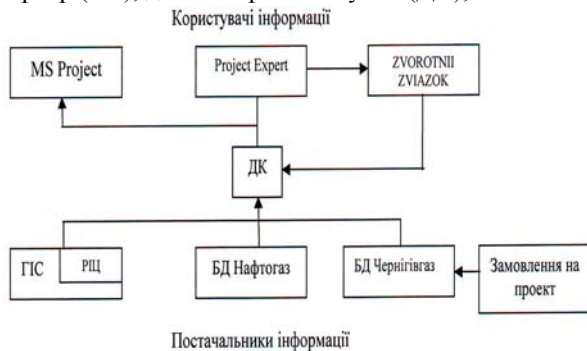 Користувачі інформації
MS Project
Project Expert
ZVOROTNII
ZVIAZOK
ДК
ГІС
РІЦ
БД Нафтогаз
БД Чернігівгаз
Замовлення на
проект
Постачальники інформації